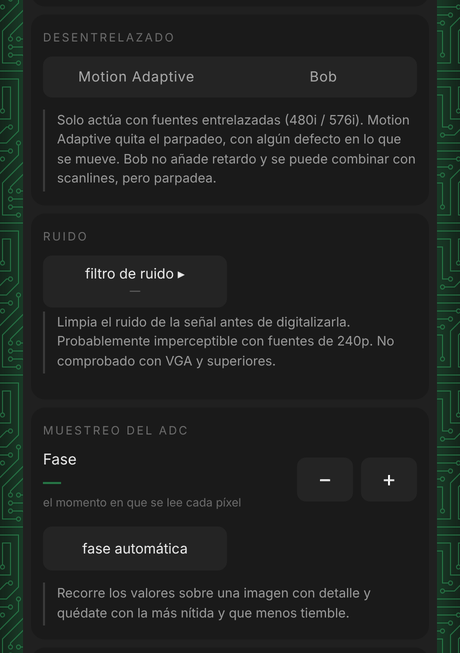 DESENTRELAZADO
Motion Adaptive Bob
Solo actúa con fuentes entrelazadas (480i / 576i). Motion
Adaptive quita el parpadeo, con algún defecto en lo que
se mueve. Bob no añade retardo y se puede combinar con
scanlines, pero parpadea.
RUIDO
filtro de ruido ▸
—
Limpia el ruido de la señal antes de digitalizarla.
Probablemente imperceptible con fuentes de 240p. No
comprobado con VGA y superiores.
MUESTREO DEL ADC
Fase
— − +
el momento en que se lee cada píxel
fase automática
Recorre los valores sobre una imagen con detalle y
quédate con la más nítida y que menos tiemble.